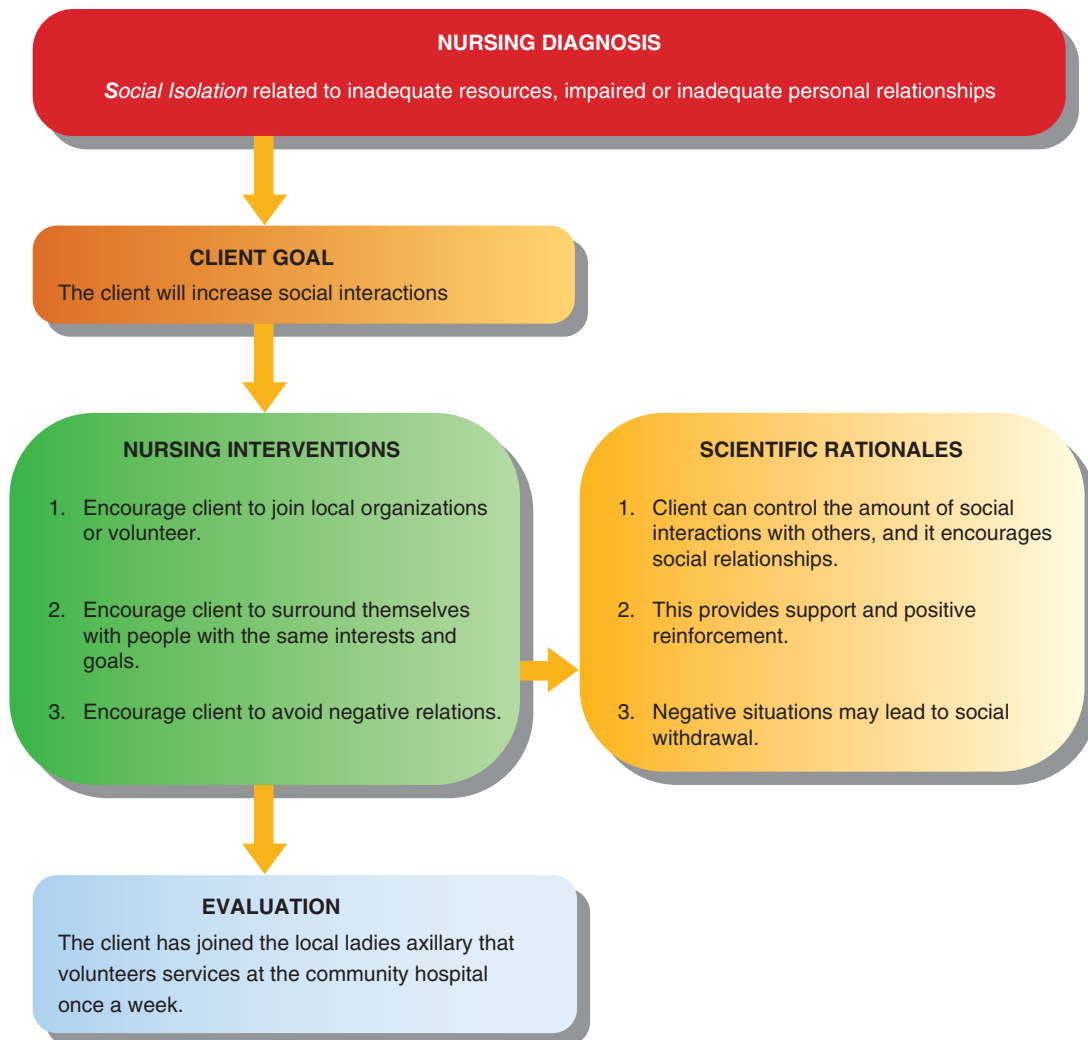 NURSING DIAGNOSIS
Social Isolation related to inadequate resources, impaired or inadequate personal relationships
CLIENT GOAL
The client will increase social interactions
NURSING INTERVENTIONS
1. Encourage client to join local organizations
or volunteer.
2. Encourage client to surround themselves
with people with the same interests and
goals.
3. Encourage client to avoid negative relations.
SCIENTIFIC RATIONALES
1. Client can control the amount of social
interactions with others, and it encourages
social relationships.
2. This provides support and positive
reinforcement.
3. Negative situations may lead to social
withdrawal.
EVALUATION
The client has joined the local ladies axillary that
volunteers services at the community hospital
once a week.